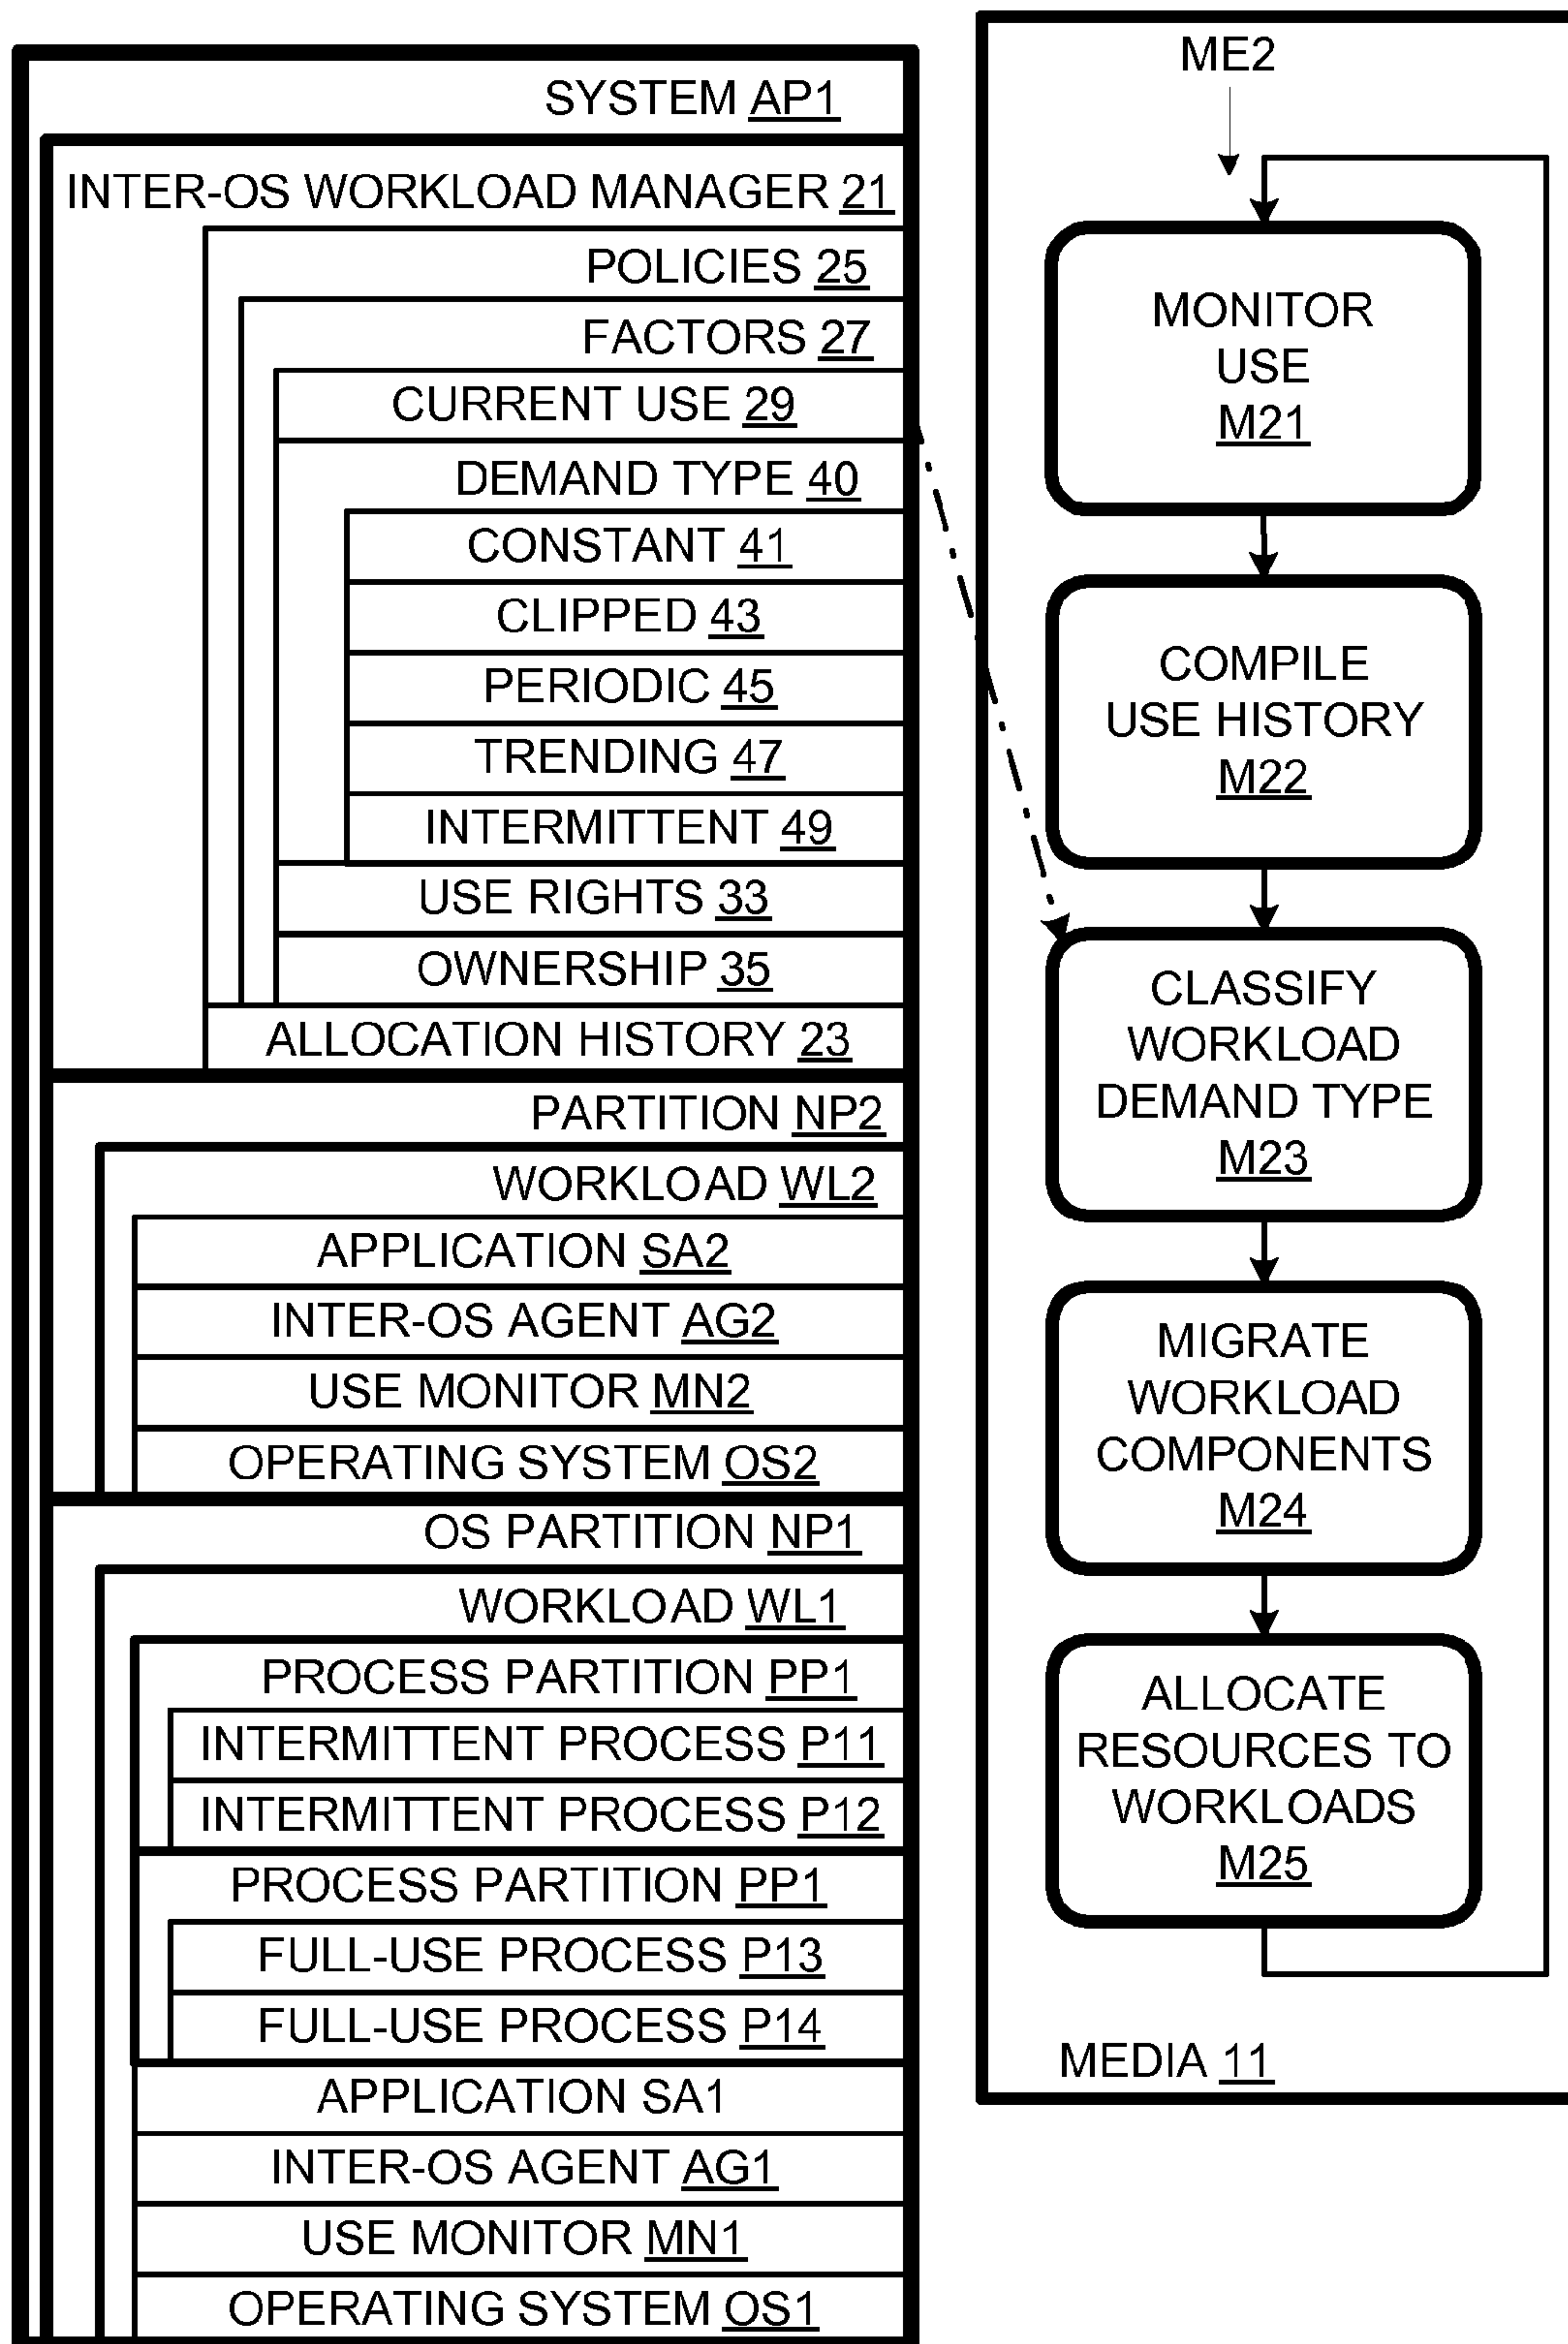 SYSTEM AP1
INTER-OS WORKLOAD MANAGER 21
POLICIES 25
FACTORS 27
CURRENT USE 29
DEMAND TYPE 40
CONSTANT 41
CLIPPED 43
PERIODIC 45
TRENDING 47
INTERMITTENT 49
USE RIGHTS 33
OWNERSHIP 35
ALLOCATION HISTORY 23
PARTITION NP2
WORKLOAD WL2
APPLICATION SA2
INTER-OS AGENT AG2
USE MONITOR MN2
OPERATING SYSTEM OS2
OS PARTITION NP1
WORKLOAD WL1
PROCESS PARTITION PP1
INTERMITTENT PROCESS P11
INTERMITTENT PROCESS P12
PROCESS PARTITION PP1
FULL-USE PROCESS P13
FULL-USE PROCESS P14
APPLICATION SA1
INTER-OS AGENT AG1
USE MONITOR MN1
OPERATING SYSTEM OS1
ME2
MONITOR
USE
M21
COMPILE
USE HISTORY
M22
CLASSIFY
WORKLOAD
DEMAND TYPE
M23
MIGRATE
WORKLOAD
COMPONENTS
M24
ALLOCATE
RESOURCES TO
WORKLOADS
M25
MEDIA 11